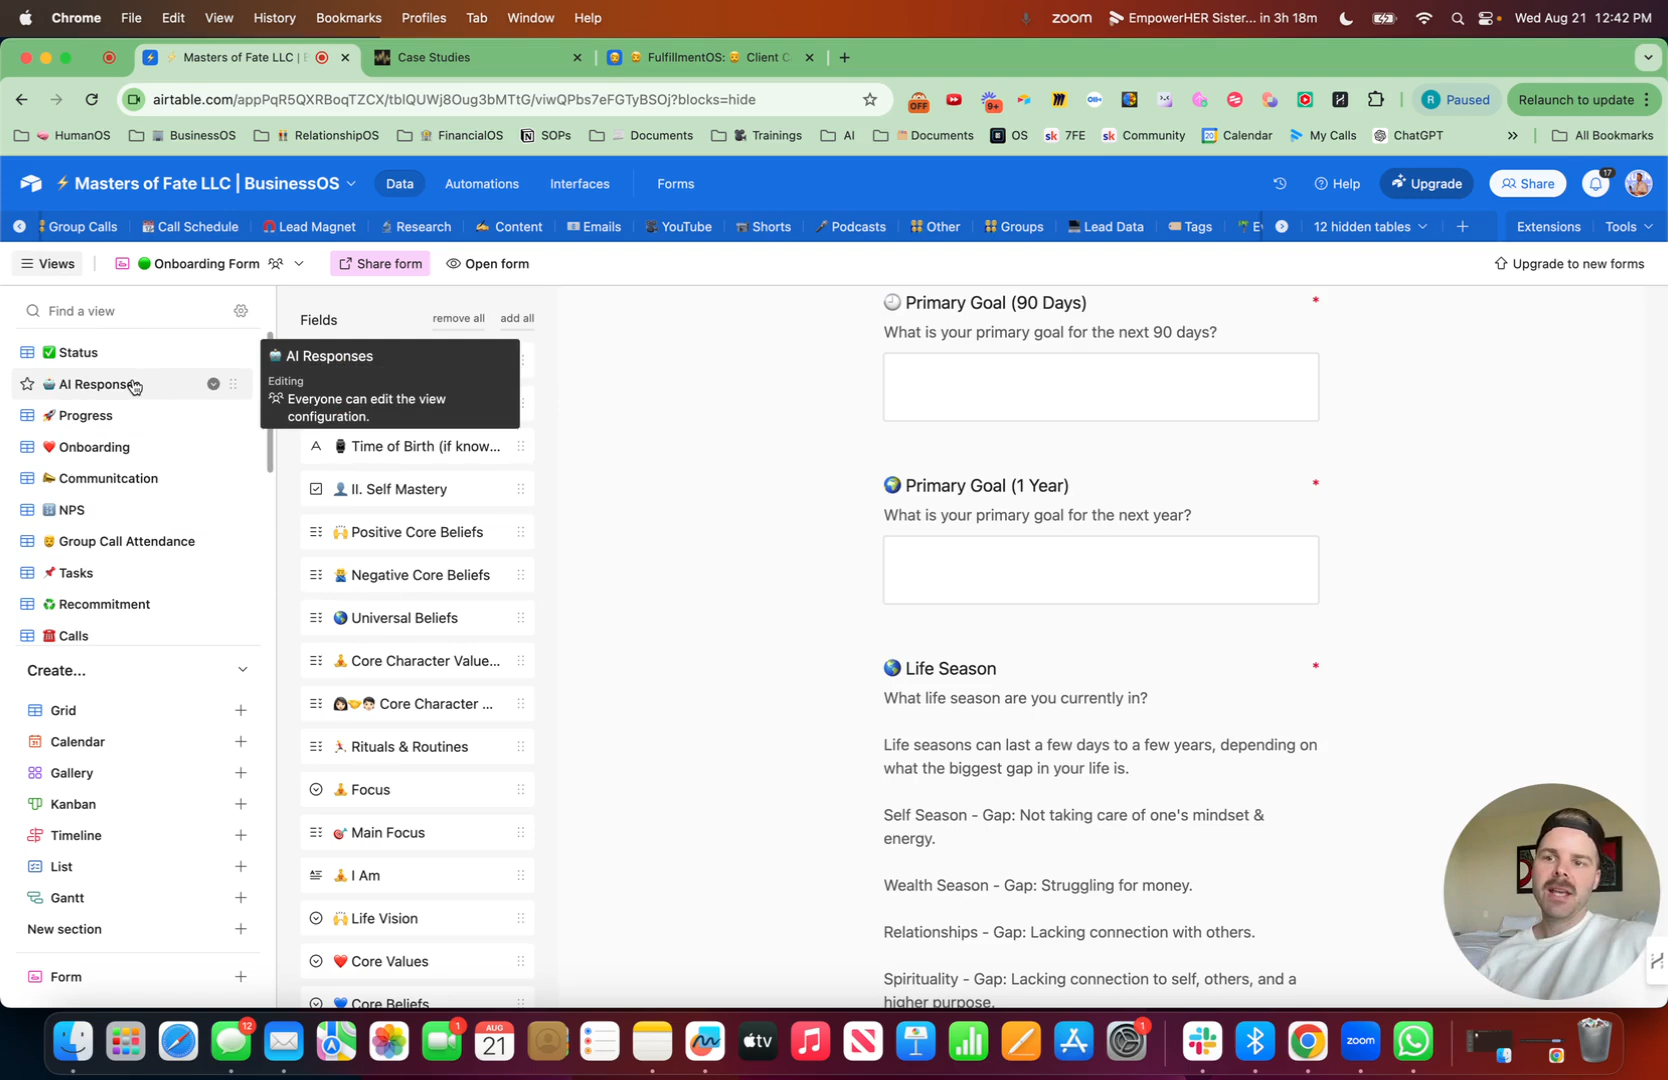 Chrome File Edit View History Bookmarks Profiles Tab Window Help zoom EmpowerHER Sister... in 3h 18m Wed Aug 21 12:42 PM
Masters of Fate LLC | Case Studies FulfillmentOS: Client C
airtable.com/appPqR5QXRBoqTZCX/tblQUWj8Oug3bMTtG/viwQPbs7eFGTyBSOj?blocks=hide OFF 9+ R Paused Relaunch to update
HumanOS BusinessOS RelationshipOS FinancialOS SOPs Documents Trainings AI Documents OS sk 7FE sk Community Calendar My Calls ChatGPT » All Bookmarks
Masters of Fate LLC | BusinessOS Data Automations Interfaces Forms Help Upgrade Share 17
Group Calls Call Schedule Lead Magnet Research Content Emails YouTube Shorts Podcasts Other Groups Lead Data Tags 12 hidden tables Extensions Tools
Views Onboarding Form Share form Open form Upgrade to new forms
Find a view
Status
AI Responses
Progress
Onboarding
Communitcation
NPS
Group Call Attendance
Tasks
Recommitment
Calls
Create...
Grid
Calendar
Gallery
Kanban
Timeline
List
Gantt
New section
Form
Fields remove all add all
AI Responses
Editing
Everyone can edit the view
configuration.
Time of Birth (if know...
II. Self Mastery
Positive Core Beliefs
Negative Core Beliefs
Universal Beliefs
Core Character Value...
Core Character ...
Rituals & Routines
Focus
Main Focus
I Am
Life Vision
Core Values
Core Beliefs
Primary Goal (90 Days) *
What is your primary goal for the next 90 days?
Primary Goal (1 Year) *
What is your primary goal for the next year?
Life Season *
What life season are you currently in?
Life seasons can last a few days to a few years, depending on
what the biggest gap in your life is.
Self Season - Gap: Not taking care of one's mindset &
energy.
Wealth Season - Gap: Struggling for money.
Relationships - Gap: Lacking connection with others.
Spirituality - Gap: Lacking connection to self, others, and a
higher purpose.
12 1 AUG 21 tv zoom 1